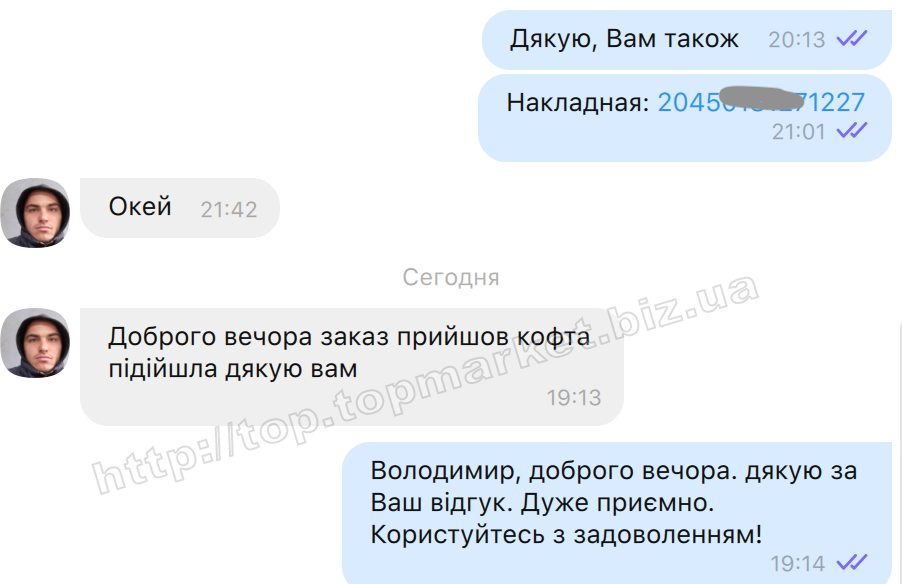 Дякую, Вам також 20:13
Накладная: 2045 71227
21:01
Окей 21:42
Сегодня
Доброго вечора заказ прийшов кофта
підійшла дякую вам
19:13
http://top.topmarket.biz.ua
Володимир, доброго вечора. дякую за
Ваш відгук. Дуже приємно.
Користуйтесь з задоволенням!
19:14